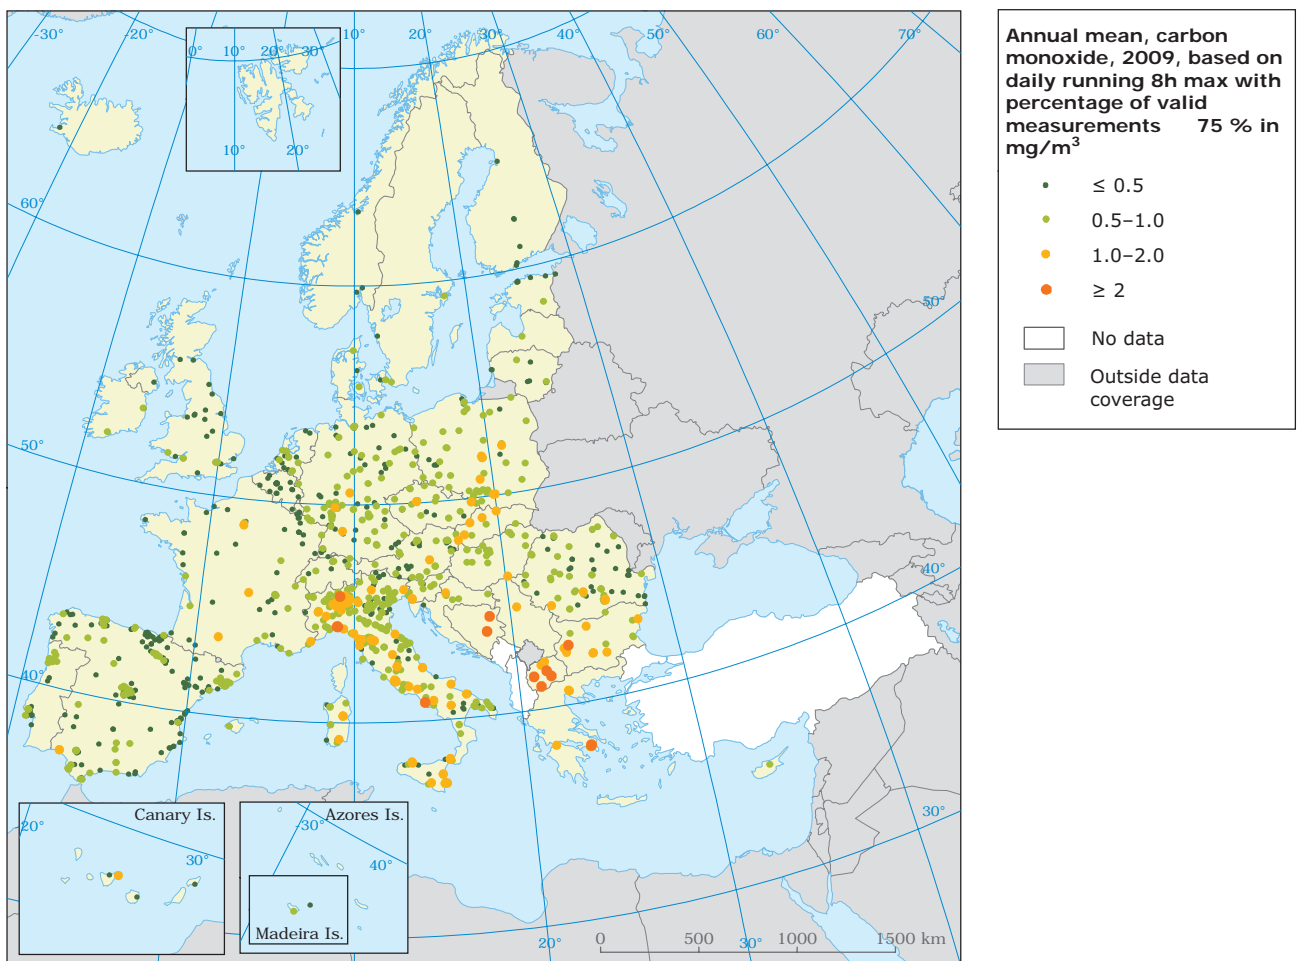 -30°
-20°
-10°
0°
10°
20°
30°
10°
20°
30°
40°
50°
60°
70°
10°
20°
60°
50°
50°
40°
40°
30°
Canary Is.
20°
30°
Azores Is.
-30°
40°
Madeira Is.
0 500 1000 1500 km
20°
30°
Annual mean, carbon
monoxide, 2009, based on
daily running 8h max with
percentage of valid
measurements 75 % in
mg/m³
≤ 0.5
0.5–1.0
1.0–2.0
≥ 2
No data
Outside data
coverage